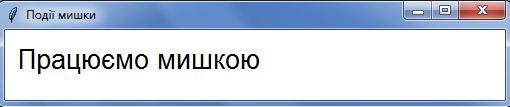 Події мишки
Працюємо мишкою